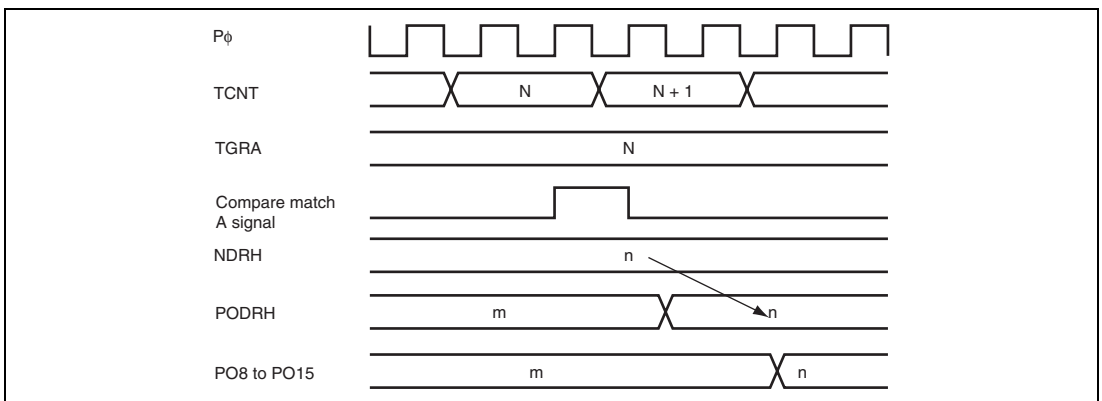 Pφ
TCNT
N
N + 1
TGRA
N
Compare match
A signal
NDRH
n
PODRH
m
n
PO8 to PO15
m
n